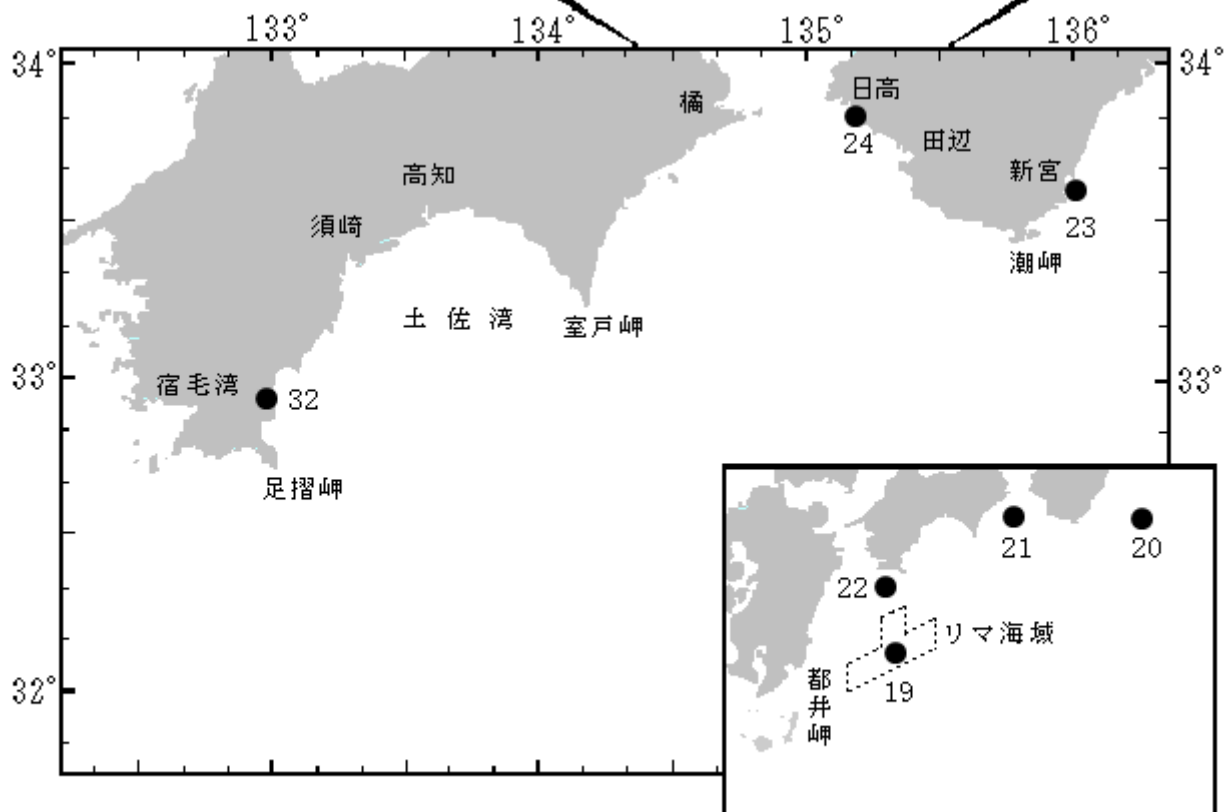 133°
134°
135°
136°
34°
34°
日高
橘
24
田辺
高知
新宮
須崎
23
潮岬
土佐湾
室戸岬
33°
33°
宿毛湾
32
足摺岬
21
20
22
リマ海域
都井岬
19
32°